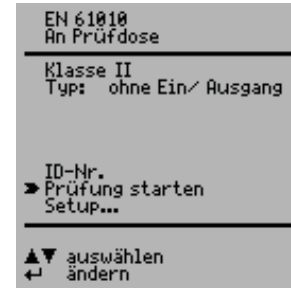 EN 61010
An Prüfdose
Klasse II
Typ: ohne Ein/ Ausgang
ID-Nr.
Prüfung starten
Setup...
▲▼ auswählen
↵ ändern